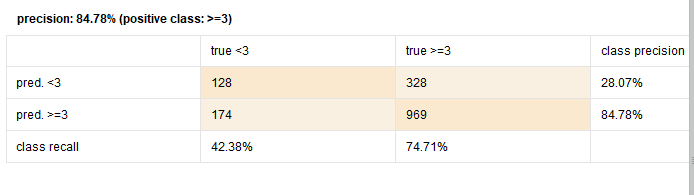 precision: 84.78% (positive class: >=3)
true <3 true >=3 class precision
pred. <3 128 328 28.07%
pred. >=3 174 969 84.78%
class recall 42.38% 74.71%